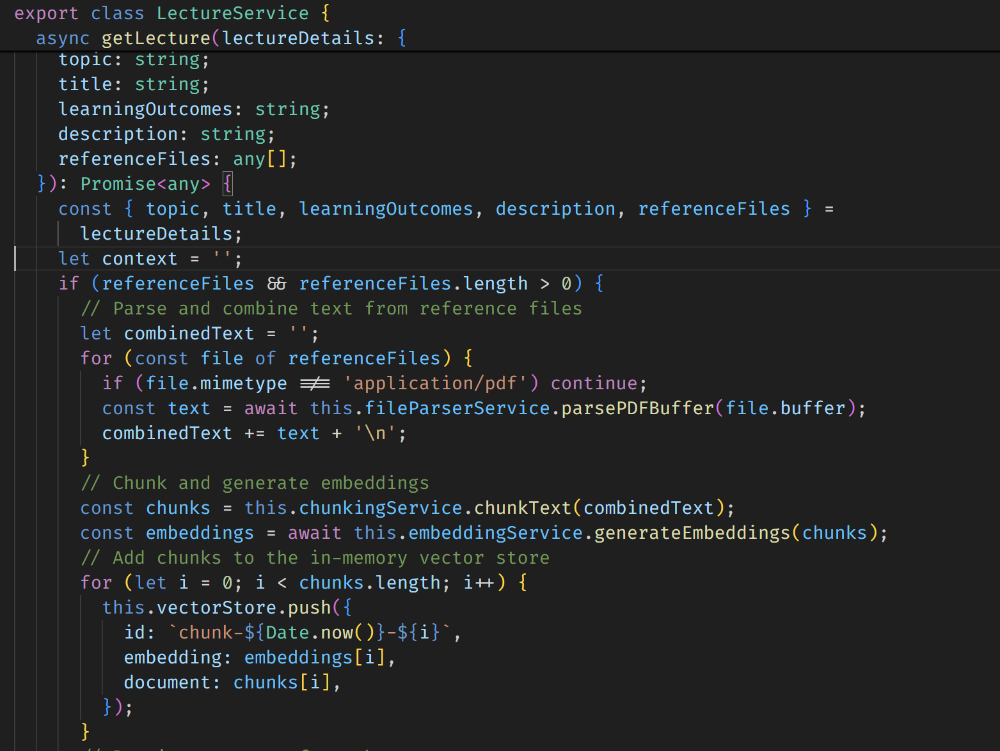 export class LectureService {
  async getLecture(lectureDetails: {
    topic: string;
    title: string;
    learningOutcomes: string;
    description: string;
    referenceFiles: any[];
  }): Promise<any> {
    const { topic, title, learningOutcomes, description, referenceFiles } =
      lectureDetails;
    let context = '';
    if (referenceFiles && referenceFiles.length > 0) {
      // Parse and combine text from reference files
      let combinedText = '';
      for (const file of referenceFiles) {
        if (file.mimetype !== 'application/pdf') continue;
        const text = await this.fileParserService.parsePDFBuffer(file.buffer);
        combinedText += text + '\n';
      }
      // Chunk and generate embeddings
      const chunks = this.chunkingService.chunkText(combinedText);
      const embeddings = await this.embeddingService.generateEmbeddings(chunks);
      // Add chunks to the in-memory vector store
      for (let i = 0; i < chunks.length; i++) {
        this.vectorStore.push({
          id: `chunk-${Date.now()}-${i}`,
          embedding: embeddings[i],
          document: chunks[i],
        });
      }